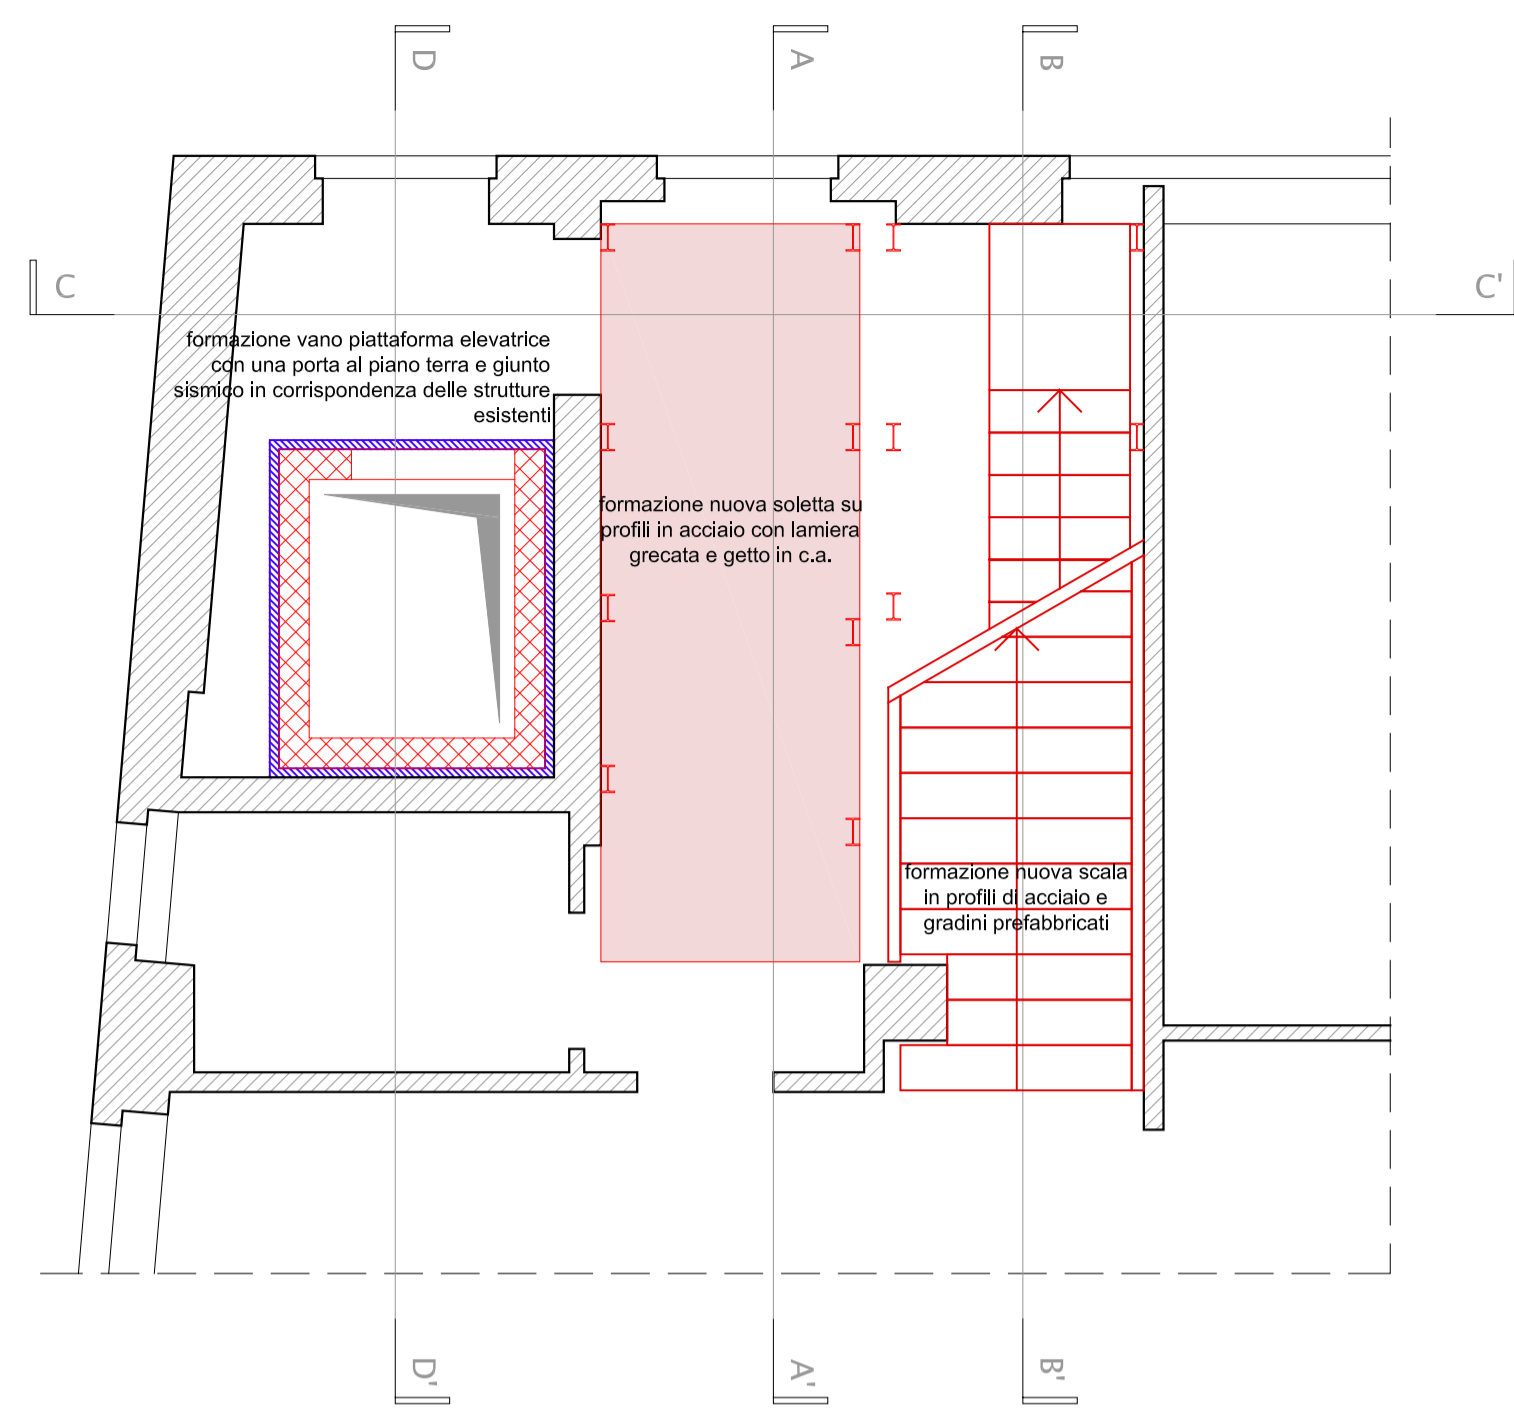 D
A
B
C
C'
formazione vano piattaforma elevatrice
con una porta al piano terra e giunto
sismico in corrispondenza delle strutture
esistenti
formazione nuova soletta su
profili in acciaio con lamiera
grecata e getto in c.a.
formazione nuova scala
in profili di acciaio e
gradini prefabbricati
D'
A'
B'